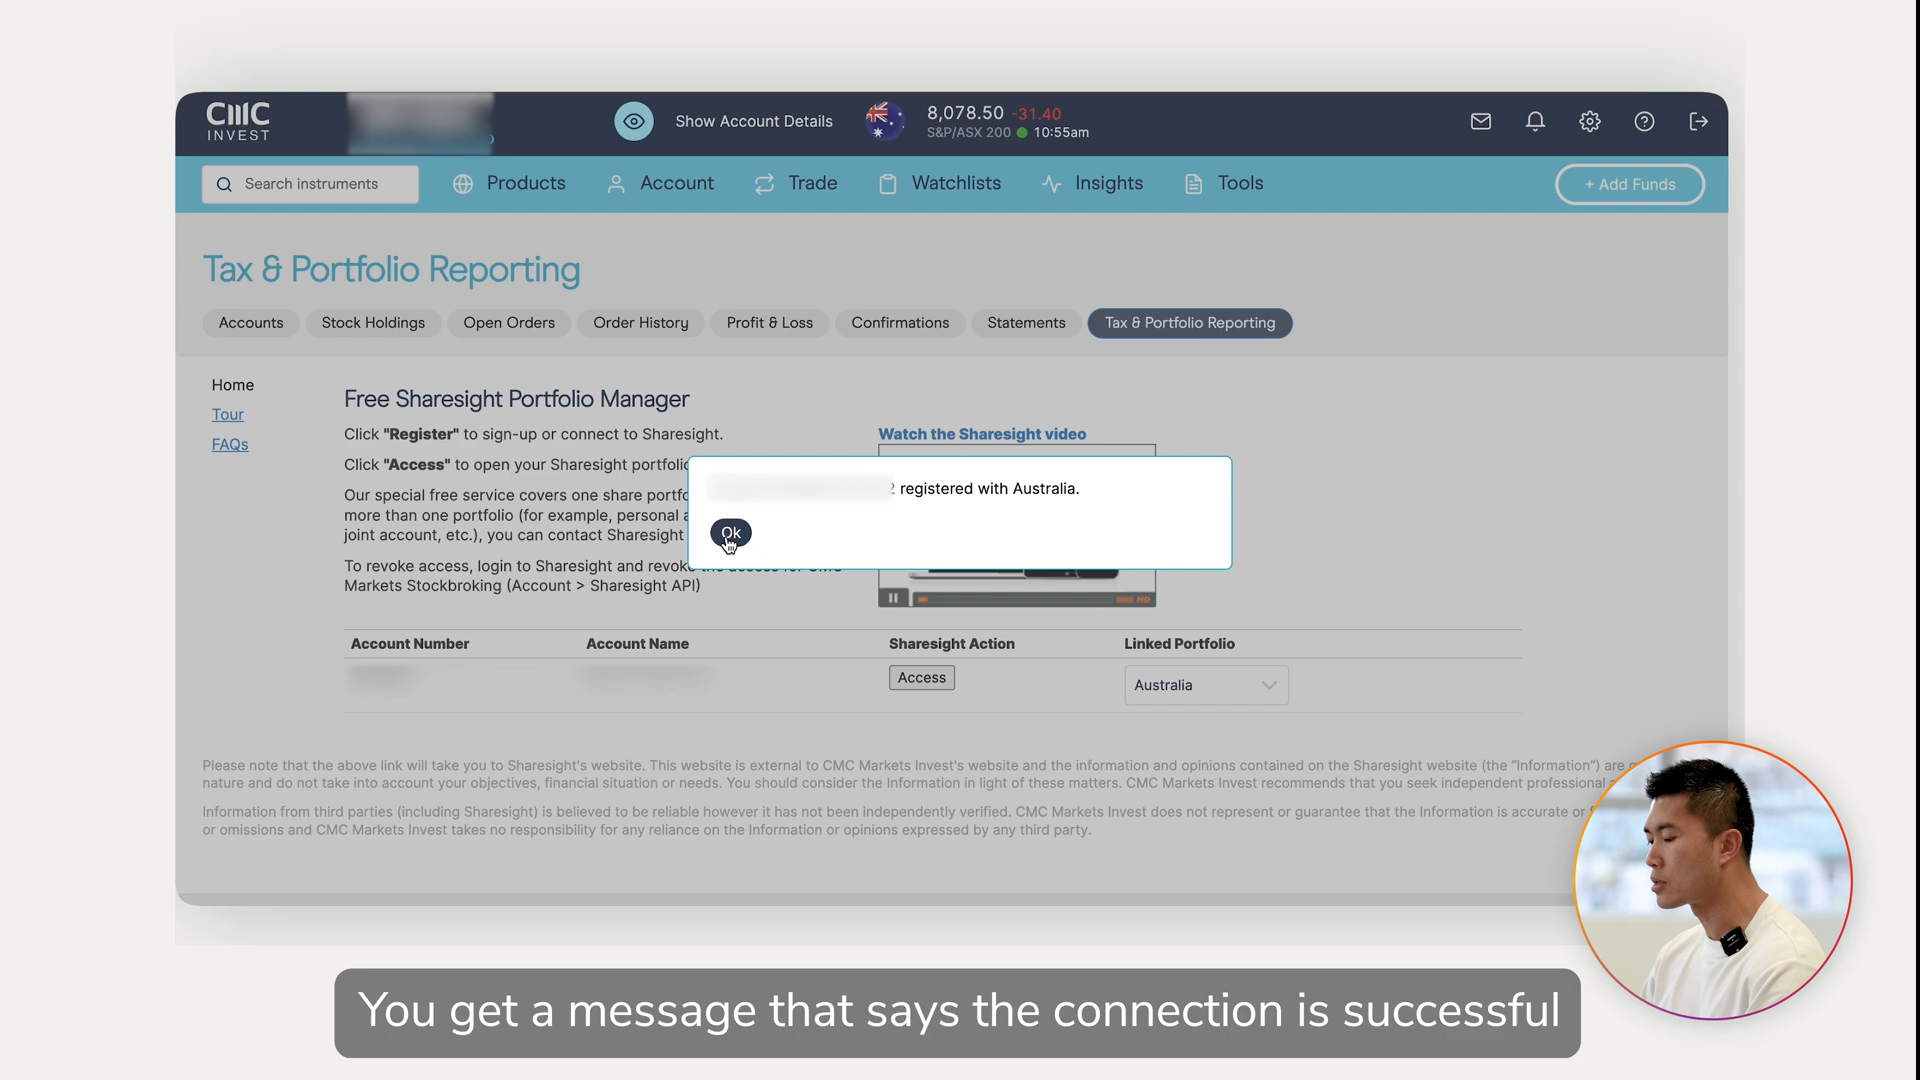 CMC
INVEST
Show Account Details
8,078.50 -31.40
S&P/ASX 200 10:55am
Search instruments
Products
Account
Trade
Watchlists
Insights
Tools
+ Add Funds
Tax & Portfolio Reporting
Accounts
Stock Holdings
Open Orders
Order History
Profit & Loss
Confirmations
Statements
Tax & Portfolio Reporting
Home
Tour
FAQs
Free Sharesight Portfolio Manager
Click "Register" to sign-up or connect to Sharesight.
Click "Access" to open your Sharesight portfolio
Our special free service covers one share portfo
more than one portfolio (for example, personal a
joint account, etc.), you can contact Sharesight
To revoke access, login to Sharesight and revoke the access for CMC
Markets Stockbroking (Account > Sharesight API)
Watch the Sharesight video
2 registered with Australia.
Ok
HD
Account Number
Account Name
Sharesight Action
Linked Portfolio
Access
Australia
Please note that the above link will take you to Sharesight's website. This website is external to CMC Markets Invest's website and the information and opinions contained on the Sharesight website (the "Information") are
nature and do not take into account your objectives, financial situation or needs. You should consider the Information in light of these matters. CMC Markets Invest recommends that you seek independent professional
Information from third parties (including Sharesight) is believed to be reliable however it has not been independently verified. CMC Markets Invest does not represent or guarantee that the Information is accurate or
or omissions and CMC Markets Invest takes no responsibility for any reliance on the Information or opinions expressed by any third party.
You get a message that says the connection is successful